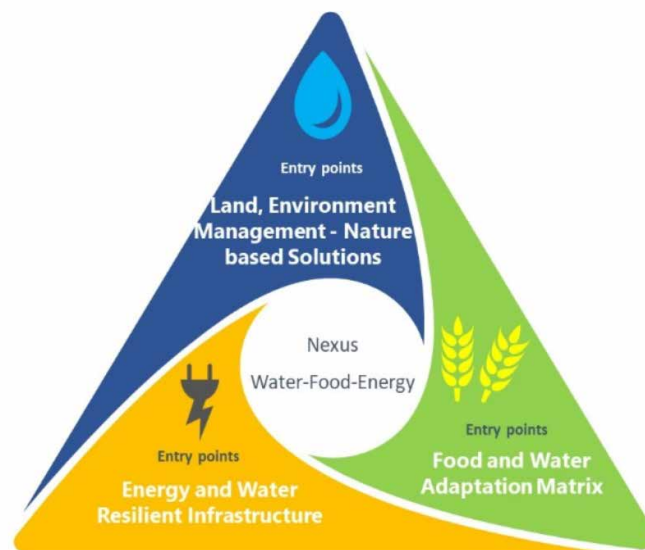 Entry points
Land, Environment
Management - Nature
based Solutions
Nexus
Water-Food-Energy
Entry points
Energy and Water
Resilient Infrastructure
Entry points
Food and Water
Adaptation Matrix